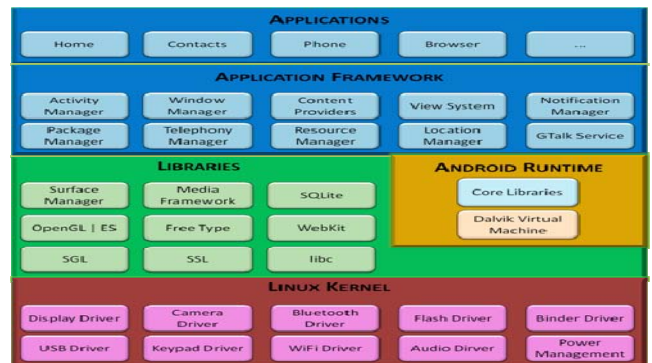 APPLICATIONS
Home
Contacts
Phone
Browser
...
APPLICATION FRAMEWORK
Activity
Manager
Window
Manager
Content
Providers
View System
Notification
Manager
Package
Manager
Telephony
Manager
Resource
Manager
Location
Manager
GTalk Service
LIBRARIES
Surface
Manager
Media
Framework
SQLite
OpenGL | ES
Free Type
WebKit
SGL
SSL
libc
ANDROID RUNTIME
Core Libraries
Dalvik Virtual
Machine
LINUX KERNEL
Display Driver
Camera
Driver
Bluetooth
Driver
Flash Driver
Binder Driver
USB Driver
Keypad Driver
WiFi Driver
Audio Dirver
Power
Management